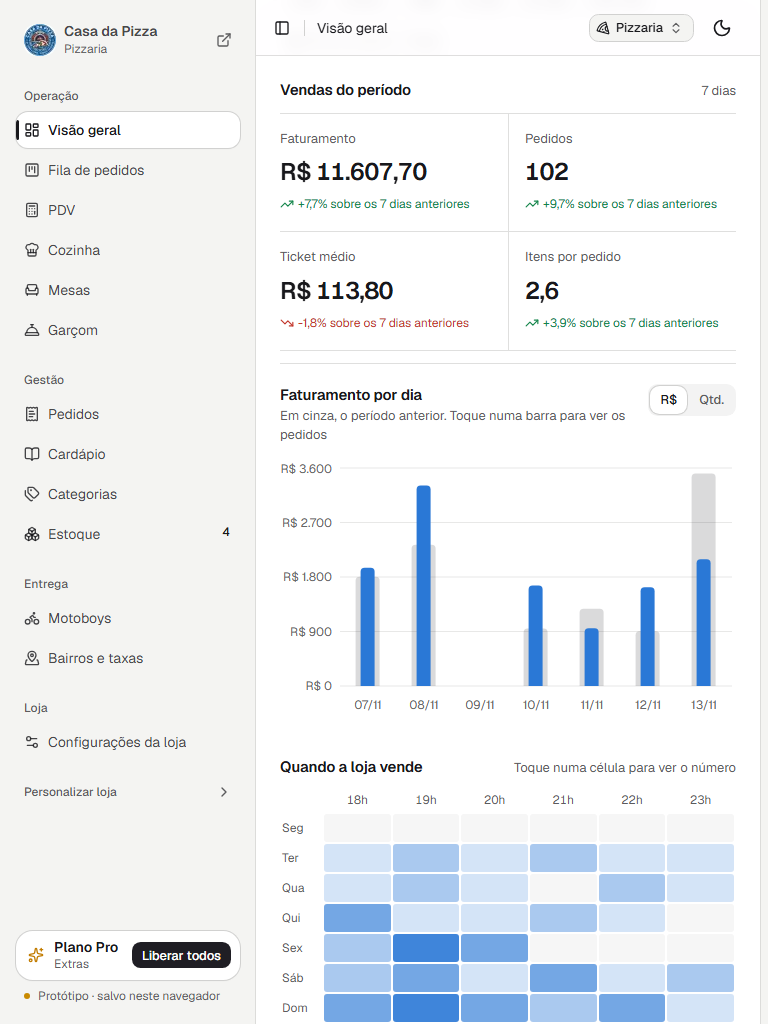 Casa da Pizza
Pizzaria
Operação
Visão geral
Fila de pedidos
PDV
Cozinha
Mesas
Garçom
Gestão
Pedidos
Cardápio
Categorias
Estoque
4
Entrega
Motoboys
Bairros e taxas
Loja
Configurações da loja
Personalizar loja
Plano Pro
Extras
Liberar todos
Protótipo · salvo neste navegador
Visão geral
Pizzaria
Vendas do período
7 dias
Faturamento
R$ 11.607,70
+7,7% sobre os 7 dias anteriores
Pedidos
102
+9,7% sobre os 7 dias anteriores
Ticket médio
R$ 113,80
-1,8% sobre os 7 dias anteriores
Itens por pedido
2,6
+3,9% sobre os 7 dias anteriores
Faturamento por dia
Em cinza, o período anterior. Toque numa barra para ver os
pedidos
R$
Qtd.
R$ 3.600
R$ 2.700
R$ 1.800
R$ 900
R$ 0
07/11 08/11 09/11 10/11 11/11 12/11 13/11
Quando a loja vende
Toque numa célula para ver o número
18h 19h 20h 21h 22h 23h
Seg
Ter
Qua
Qui
Sex
Sáb
Dom